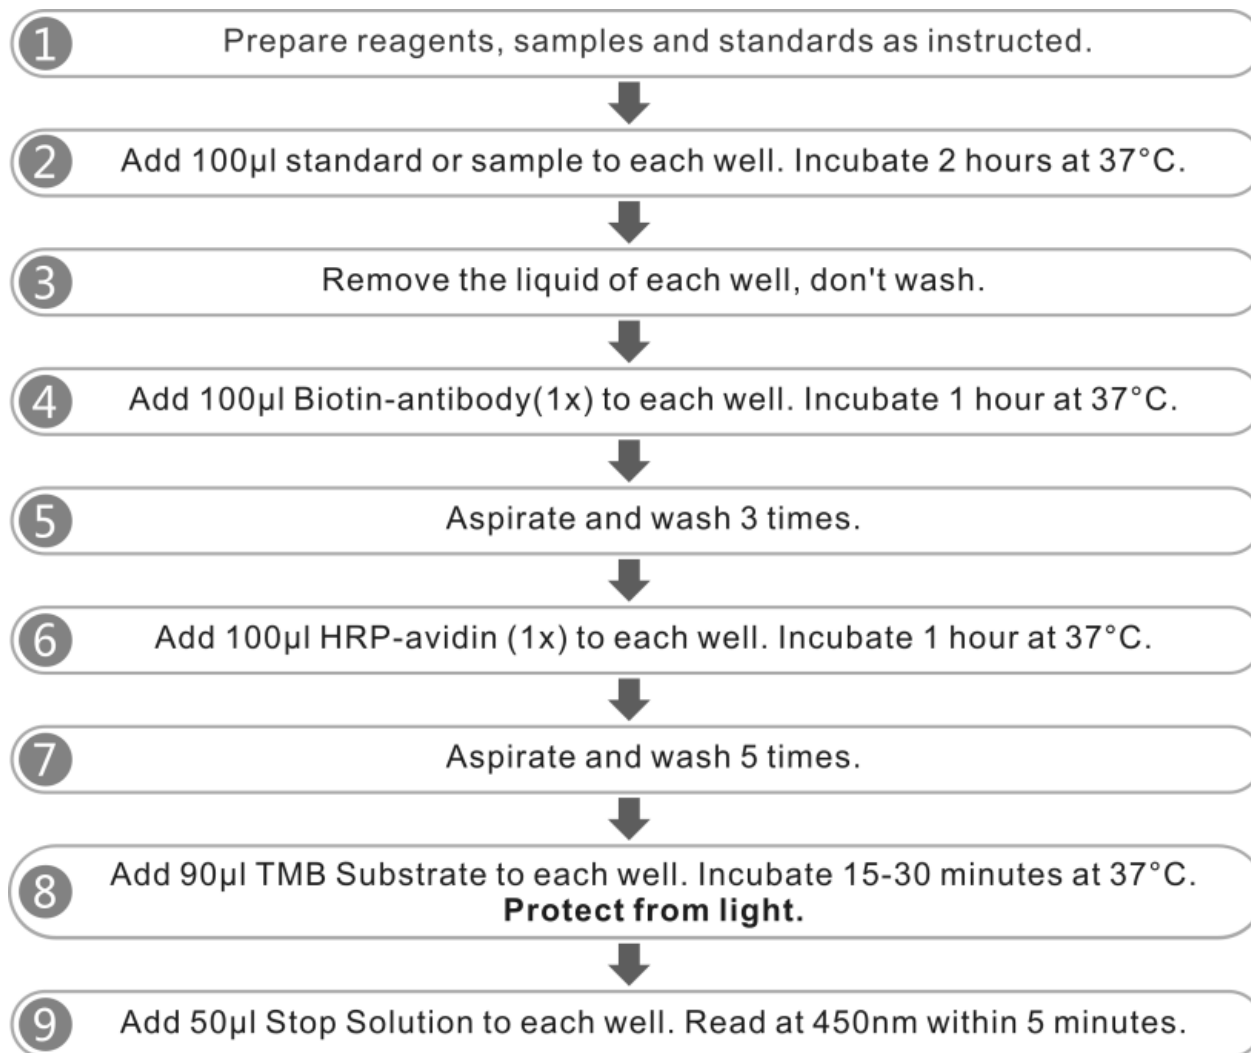 1 Prepare reagents, samples and standards as instructed.
2 Add 100μl standard or sample to each well. Incubate 2 hours at 37°C.
3 Remove the liquid of each well, don't wash.
4 Add 100μl Biotin-antibody(1x) to each well. Incubate 1 hour at 37°C.
5 Aspirate and wash 3 times.
6 Add 100μl HRP-avidin (1x) to each well. Incubate 1 hour at 37°C.
7 Aspirate and wash 5 times.
8 Add 90μl TMB Substrate to each well. Incubate 15-30 minutes at 37°C.
Protect from light.
9 Add 50μl Stop Solution to each well. Read at 450nm within 5 minutes.